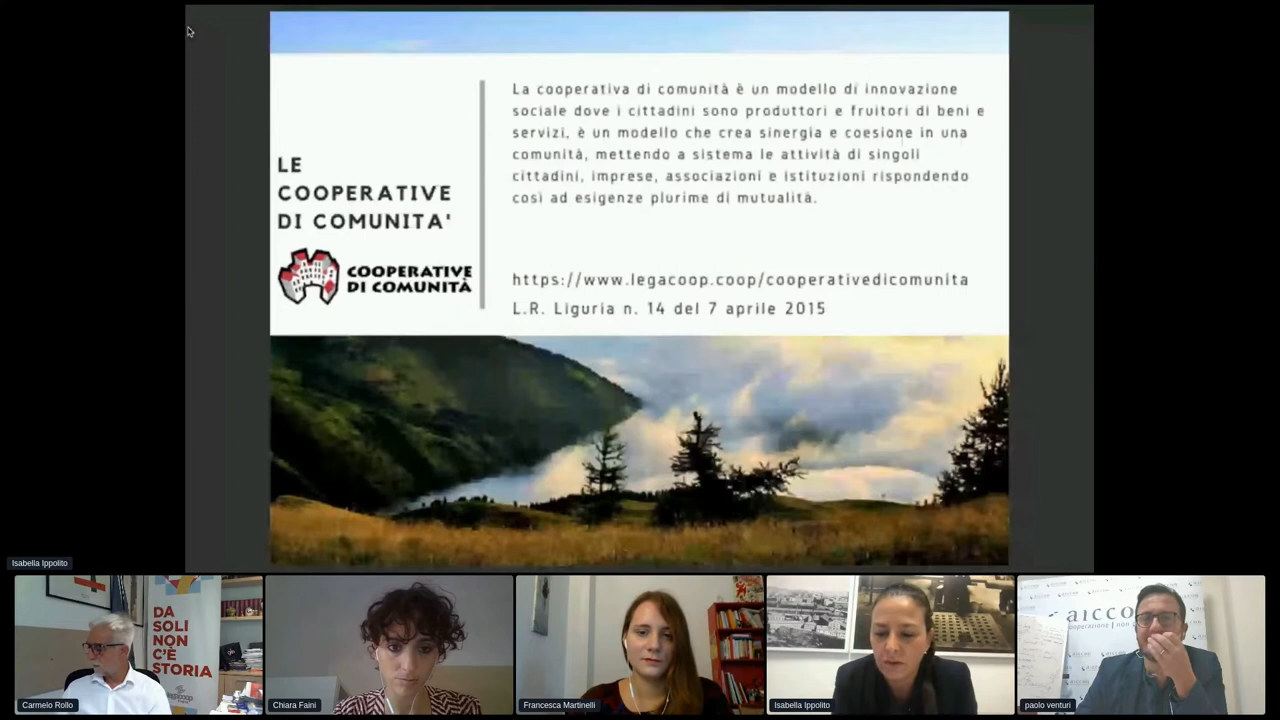 LE
COOPERATIVE
DI COMUNITA'
COOPERATIVE
DI COMUNITÀ
La cooperativa di comunità è un modello di innovazione
sociale dove i cittadini sono produttori e fruitori di beni e
servizi, è un modello che crea sinergia e coesione in una
comunità, mettendo a sistema le attività di singoli
cittadini, imprese, associazioni e istituzioni rispondendo
così ad esigenze plurime di mutualità.
https://www.legacoop.coop/cooperativedicomunita
L.R. Liguria n. 14 del 7 aprile 2015
Isabella Ippolito
DA
SOLI
NON
C'È
STORIA
legacoop
aiccon
cooperazione | non
Carmelo Rollo
Chiara Faini
Francesca Martinelli
Isabella Ippolito
paolo venturi